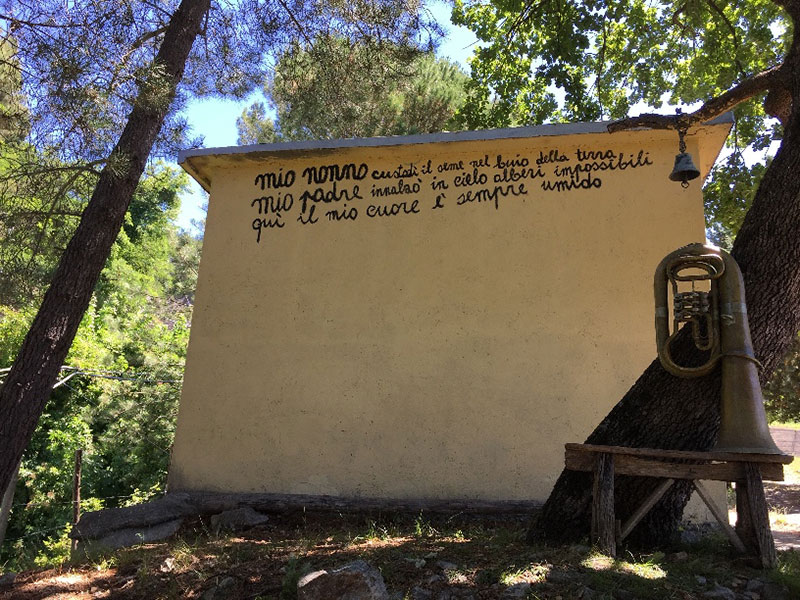 mio nonno custodì il seme nel buio della terra
mio padre innalzò in cielo alberi impossibili
qui il mio cuore è sempre umido